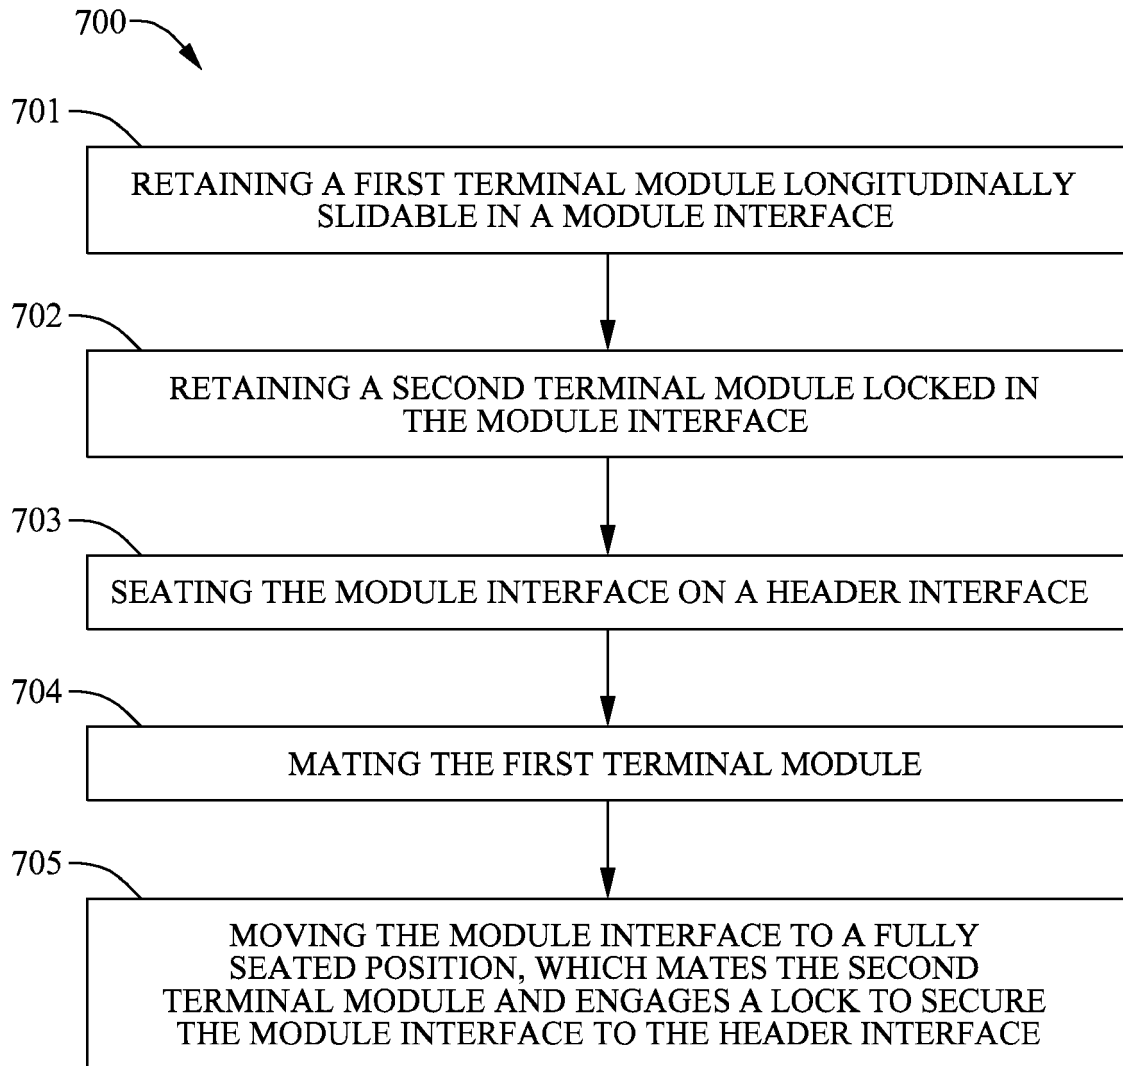 700
701
RETAINING A FIRST TERMINAL MODULE LONGITUDINALLY
SLIDABLE IN A MODULE INTERFACE
702
RETAINING A SECOND TERMINAL MODULE LOCKED IN
THE MODULE INTERFACE
703
SEATING THE MODULE INTERFACE ON A HEADER INTERFACE
704
MATING THE FIRST TERMINAL MODULE
705
MOVING THE MODULE INTERFACE TO A FULLY
SEATED POSITION, WHICH MATES THE SECOND
TERMINAL MODULE AND ENGAGES A LOCK TO SECURE
THE MODULE INTERFACE TO THE HEADER INTERFACE